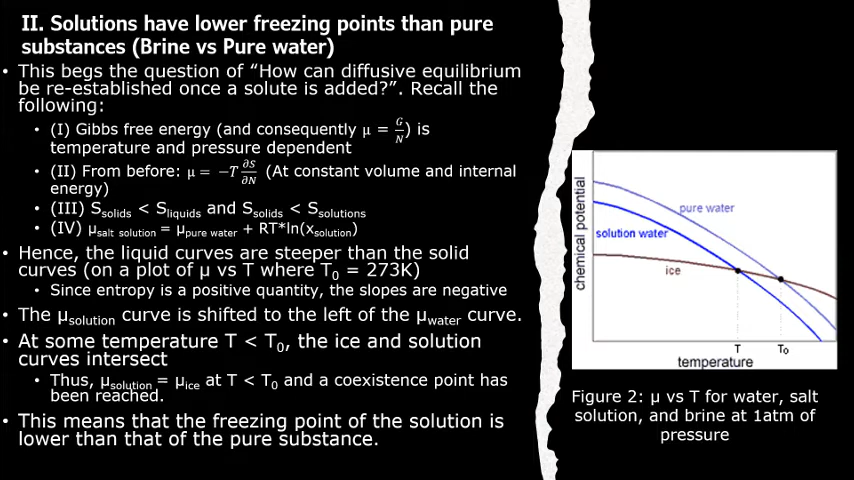 II. Solutions have lower freezing points than pure
substances (Brine vs Pure water)
• This begs the question of “How can diffusive equilibrium
be re-established once a solute is added?”. Recall the
following:
• (I) Gibbs free energy (and consequently μ = G/N) is
temperature and pressure dependent
• (II) From before: μ = −T ∂S/∂N (At constant volume and internal
energy)
• (III) Ssolids < Sliquids and Ssolids < Ssolutions
• (IV) μsalt solution = μpure water + RT*ln(xsolution)
• Hence, the liquid curves are steeper than the solid
curves (on a plot of μ vs T where T0 = 273K)
• Since entropy is a positive quantity, the slopes are negative
• The μsolution curve is shifted to the left of the μwater curve.
• At some temperature T < T0, the ice and solution
curves intersect
• Thus, μsolution = μice at T < T0 and a coexistence point has
been reached.
• This means that the freezing point of the solution is
lower than that of the pure substance.
chemical potential
pure water
solution water
ice
T T0
temperature
Figure 2: μ vs T for water, salt
solution, and brine at 1atm of
pressure